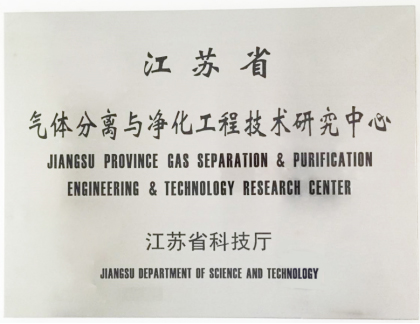 江苏省
气体分离与净化工程技术研究中心
JIANGSU PROVINCE GAS SEPARATION & PURIFICATION
ENGINEERING & TECHNOLOGY RESEARCH CENTER
江苏省科技厅
JIANGSU DEPARTMENT OF SCIENCE AND TECHNOLOGY